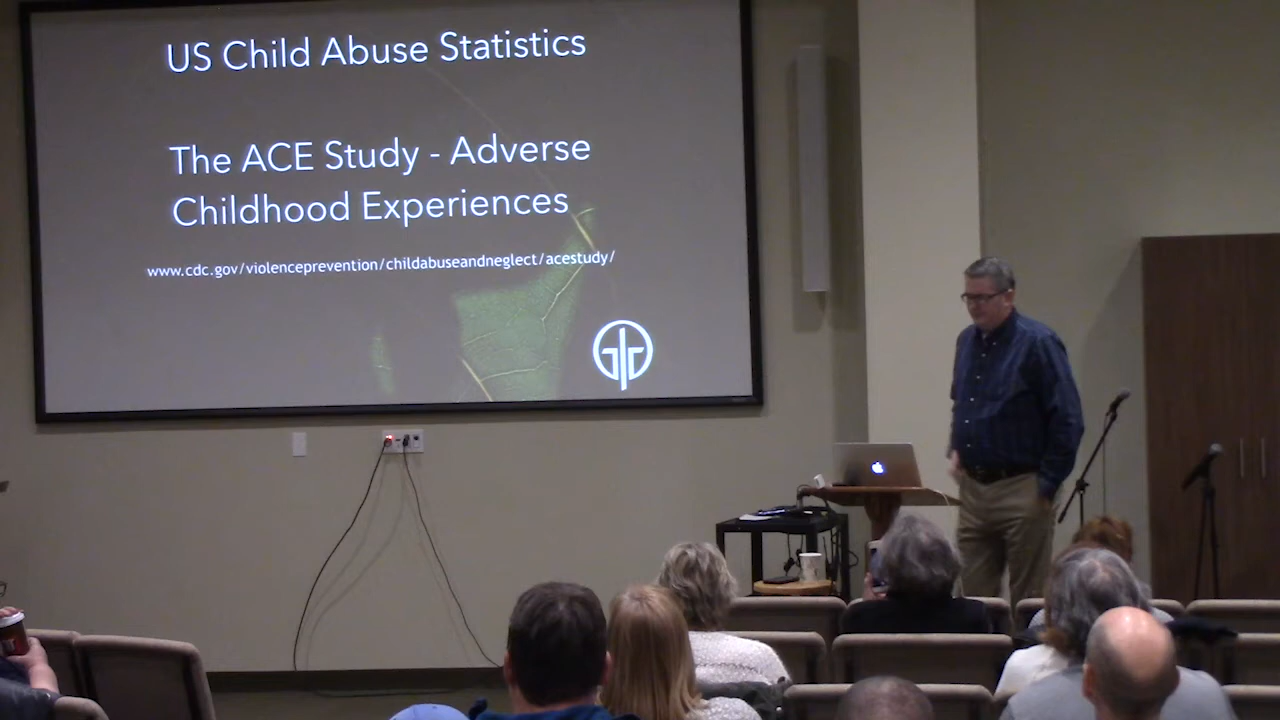 US Child Abuse Statistics
The ACE Study - Adverse
Childhood Experiences
www.cdc.gov/violenceprevention/childabuseandneglect/acestudy/